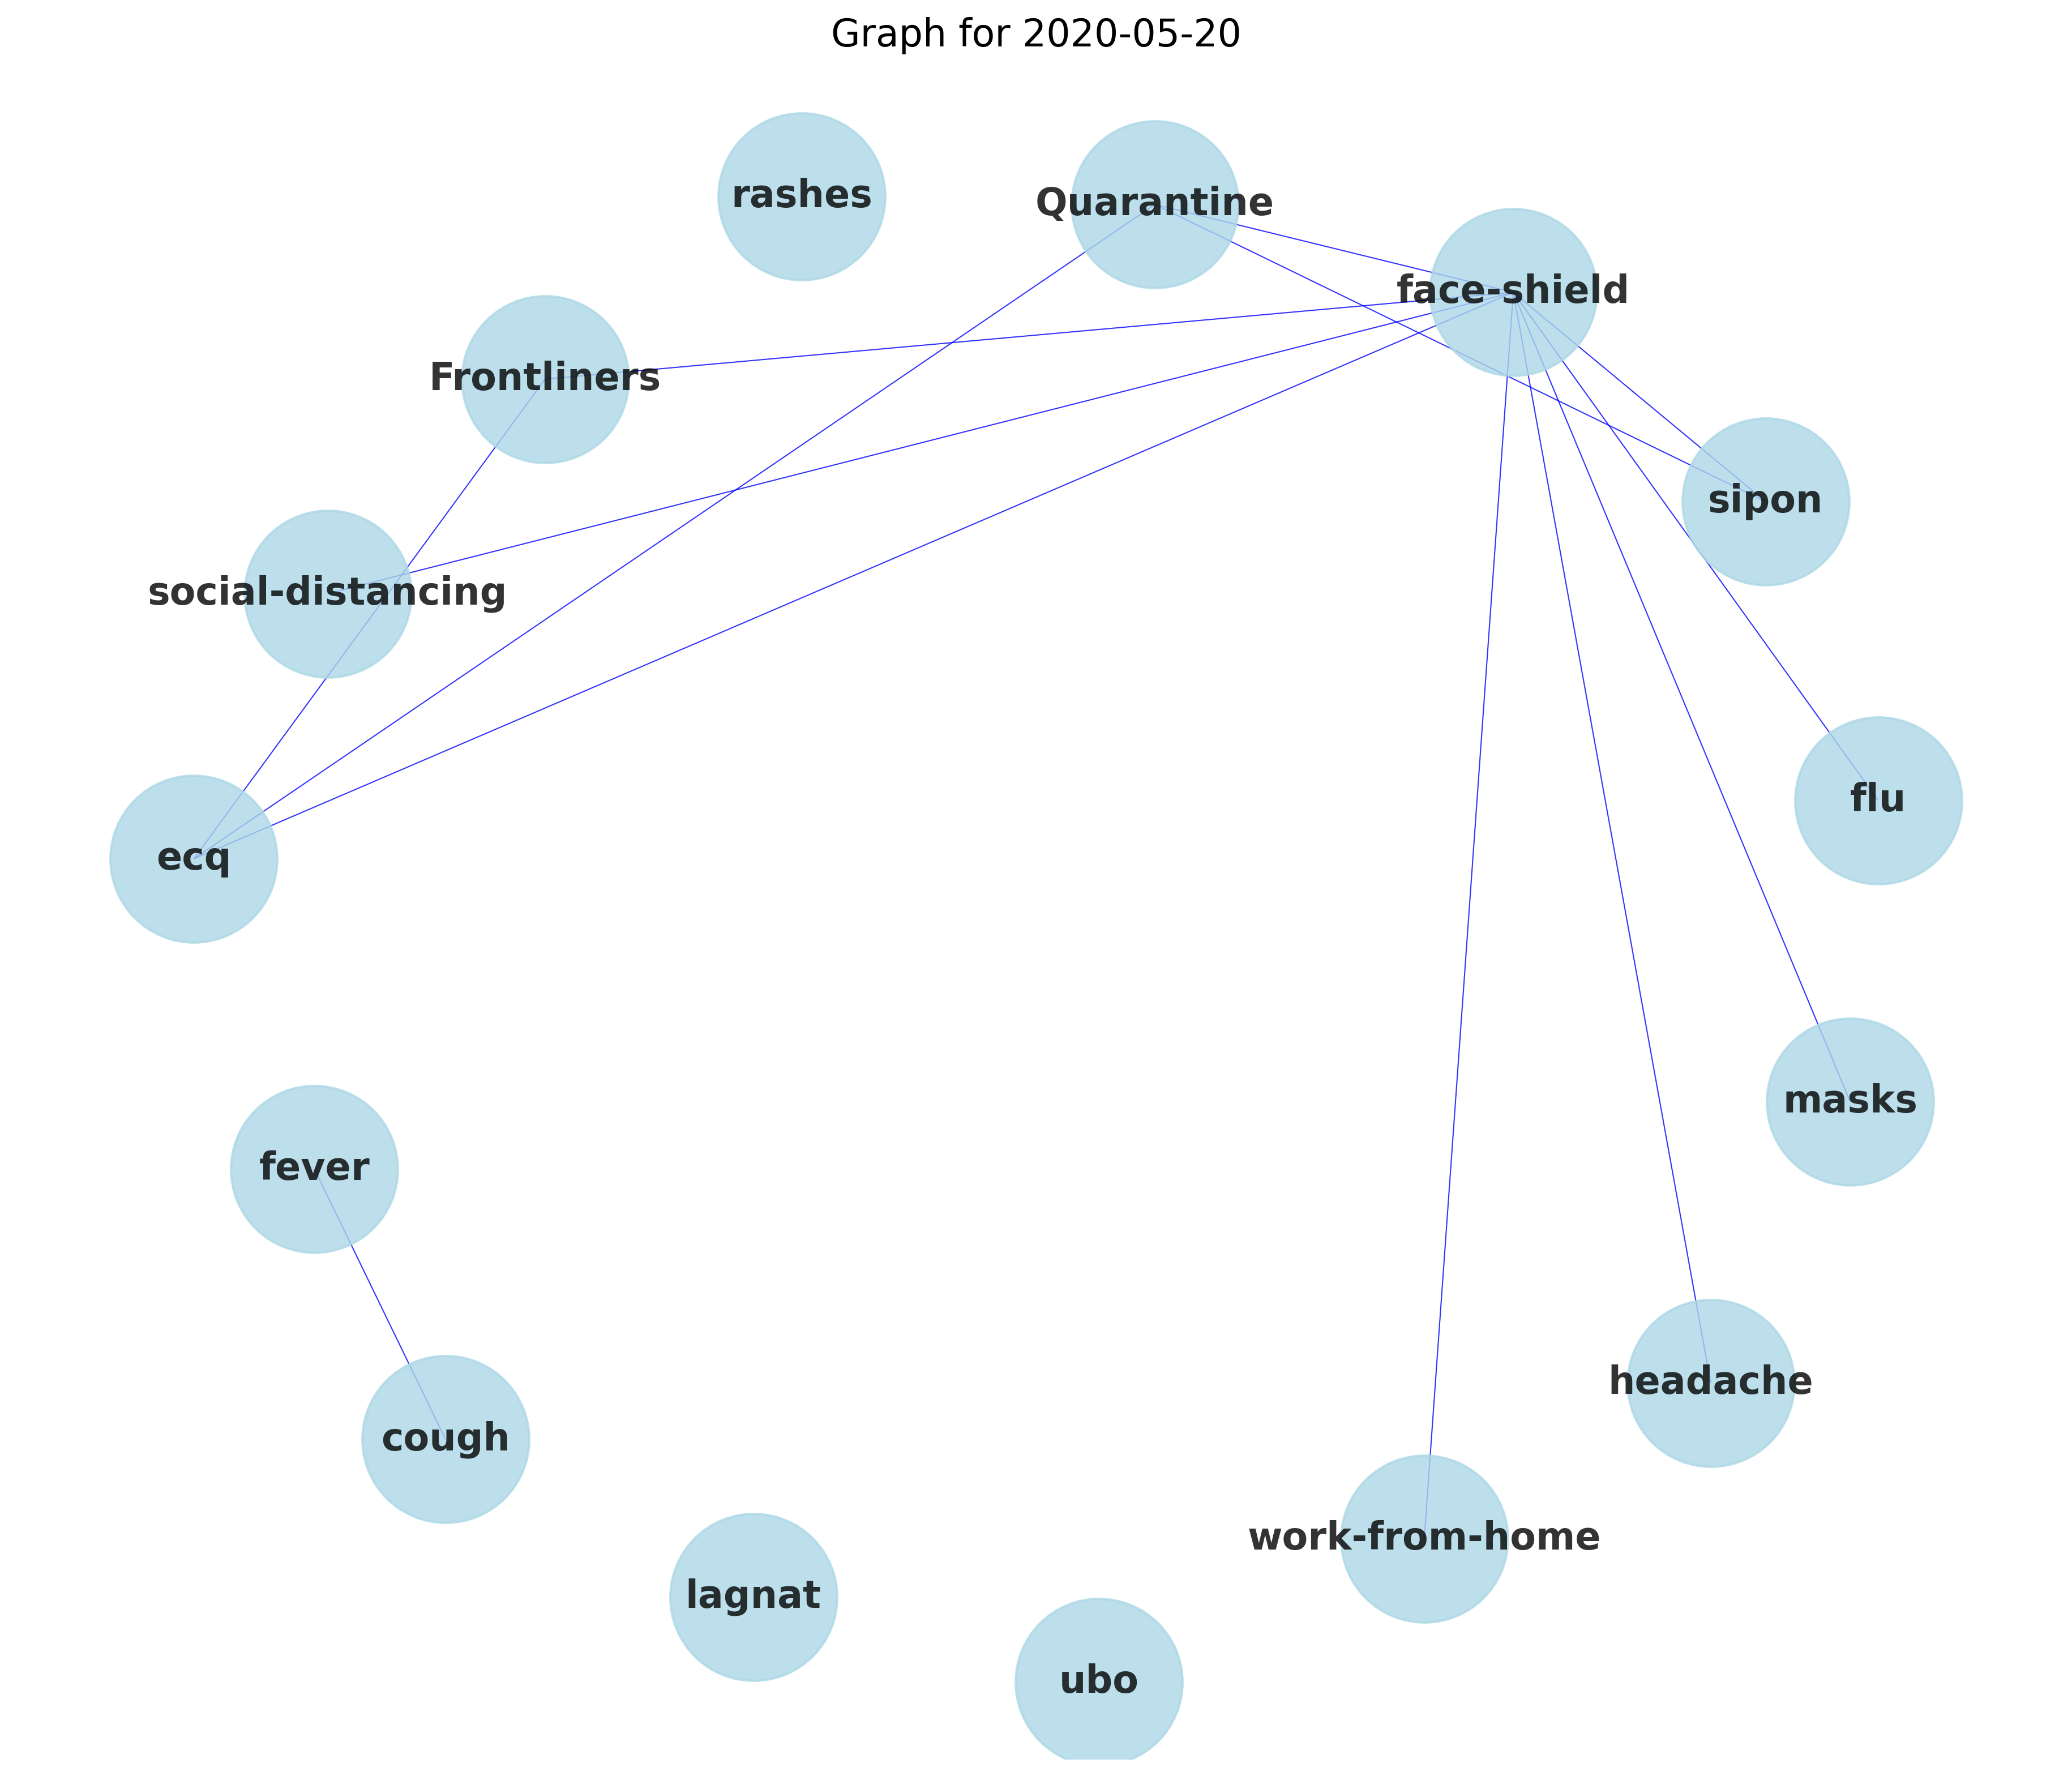 Graph for 2020-05-20
rashes
Quarantine
face-shield
Frontliners
sipon
social-distancing
flu
ecq
masks
fever
headache
cough
work-from-home
lagnat
ubo